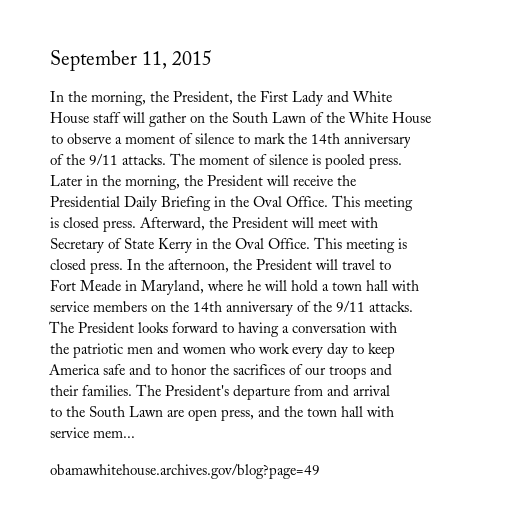 September 11, 2015
In the morning, the President, the First Lady and White
House staff will gather on the South Lawn of the White House
to observe a moment of silence to mark the 14th anniversary
of the 9/11 attacks. The moment of silence is pooled press.
Later in the morning, the President will receive the
Presidential Daily Briefing in the Oval Office. This meeting
is closed press. Afterward, the President will meet with
Secretary of State Kerry in the Oval Office. This meeting is
closed press. In the afternoon, the President will travel to
Fort Meade in Maryland, where he will hold a town hall with
service members on the 14th anniversary of the 9/11 attacks.
The President looks forward to having a conversation with
the patriotic men and women who work every day to keep
America safe and to honor the sacrifices of our troops and
their families. The President's departure from and arrival
to the South Lawn are open press, and the town hall with
service mem...
obamawhitehouse.archives.gov/blog?page=49